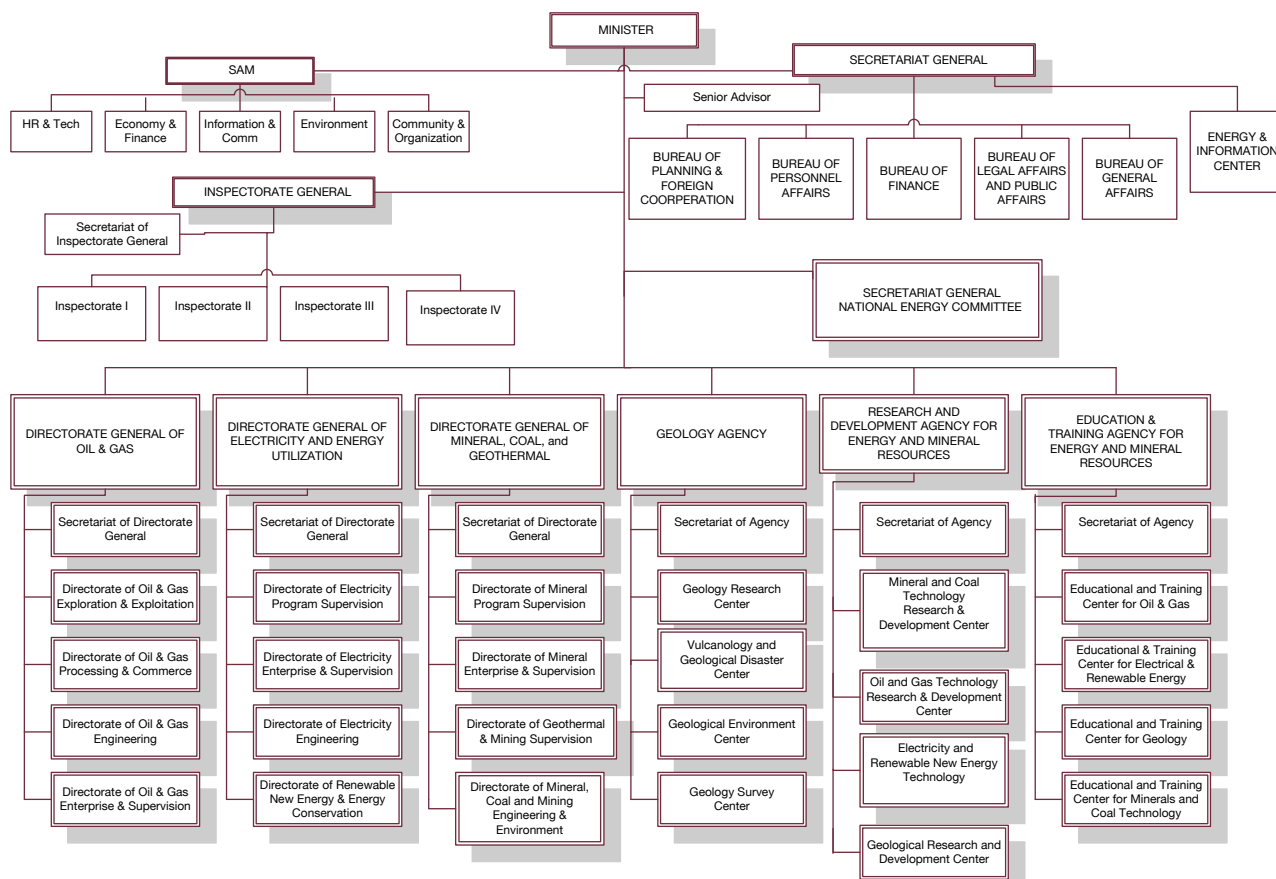 MINISTER
SAM
SECRETARIAT GENERAL
Senior Advisor
HR & Tech
Economy &
Finance
Information &
Comm
Environment
Community &
Organization
BUREAU OF
PLANNING &
FOREIGN
COORPERATION
BUREAU OF
PERSONNEL
AFFAIRS
BUREAU OF
FINANCE
BUREAU OF
LEGAL AFFAIRS
AND PUBLIC
AFFAIRS
BUREAU OF
GENERAL
AFFAIRS
ENERGY &
INFORMATION
CENTER
INSPECTORATE GENERAL
Secretariat of
Inspectorate General
Inspectorate I
Inspectorate II
Inspectorate III
Inspectorate IV
SECRETARIAT GENERAL
NATIONAL ENERGY COMMITTEE
DIRECTORATE GENERAL OF
OIL & GAS
DIRECTORATE GENERAL OF
ELECTRICITY AND ENERGY
UTILIZATION
DIRECTORATE GENERAL OF
MINERAL, COAL, and
GEOTHERMAL
GEOLOGY AGENCY
RESEARCH AND
DEVELOPMENT AGENCY FOR
ENERGY AND MINERAL
RESOURCES
EDUCATION &
TRAINING AGENCY FOR
ENERGY AND MINERAL
RESOURCES
Secretariat of Directorate
General
Directorate of Oil & Gas
Exploration & Exploitation
Directorate of Oil & Gas
Processing & Commerce
Directorate of Oil & Gas
Engineering
Directorate of Oil & Gas
Enterprise & Supervision
Secretariat of Directorate
General
Directorate of Electricity
Program Supervision
Directorate of Electricity
Enterprise & Supervision
Directorate of Electricity
Engineering
Directorate of Renewable
New Energy & Energy
Conservation
Secretariat of Directorate
General
Directorate of Mineral
Program Supervision
Directorate of Mineral
Enterprise & Supervision
Directorate of Geothermal
& Mining Supervision
Directorate of Mineral,
Coal and Mining
Engineering &
Environment
Secretariat of Agency
Geology Research
Center
Vulcanology and
Geological Disaster
Center
Geological Environment
Center
Geology Survey
Center
Secretariat of Agency
Mineral and Coal
Technology
Research &
Development Center
Oil and Gas Technology
Research & Development
Center
Electricity and
Renewable New Energy
Technology
Geological Research and
Development Center
Secretariat of Agency
Educational and Training
Center for Oil & Gas
Educational & Training
Center for Electrical &
Renewable Energy
Educational and Training
Center for Geology
Educational and Training
Center for Minerals and
Coal Technology